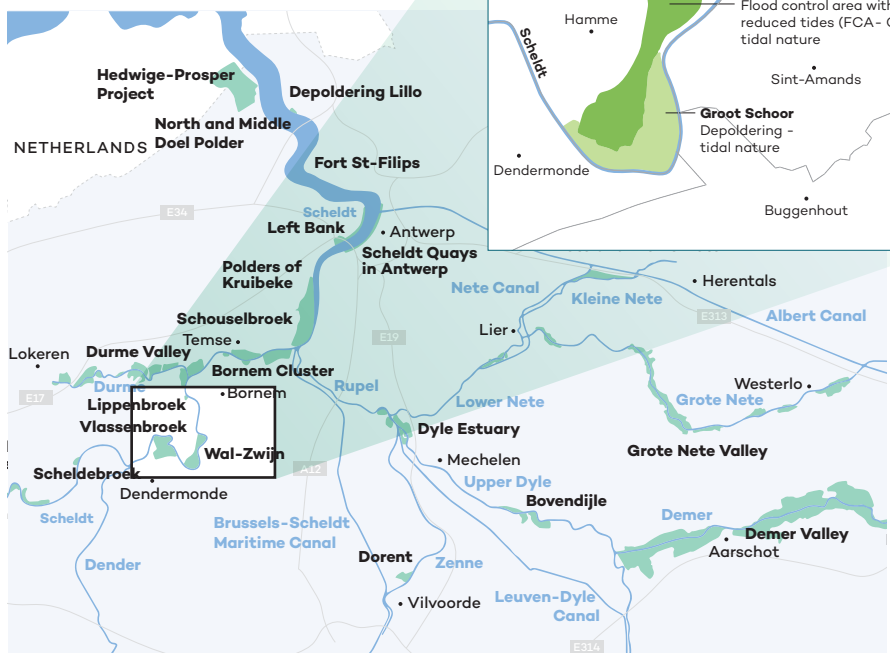 Flood control area with
reduced tides (FCA-
tidal nature
Hamme
Scheldt
Sint-Amands
Groot Schoor
Depoldering -
tidal nature
Dendermonde
Buggenhout
Hedwige-Prosper
Project
Depoldering Lillo
North and Middle
Doel Polder
NETHERLANDS
Fort St-Filips
E34
Scheldt
Left Bank
Antwerp
Scheldt Quays
in Antwerp
Polders of
Kruibeke
Nete Canal
Kleine Nete
Herentals
Albert Canal
E313
Schouselbroek
Temse
E19
Lier
Lokeren
Durme Valley
Bornem Cluster
Durme
E17
Bornem
Rupel
Lippenbroek
Vlassenbroek
Lower Nete
Westerlo
Grote Nete
Wal-Zwijn
Dyle Estuary
Grote Nete Valley
Scheldebroek
A12
Mechelen
Dendermonde
Upper Dyle
Bovendijle
Scheldt
Brussels-Scheldt
Maritime Canal
Demer
Demer Valley
Aarschot
Dender
Dorent
Zenne
Vilvoorde
Leuven-Dyle
Canal
E314